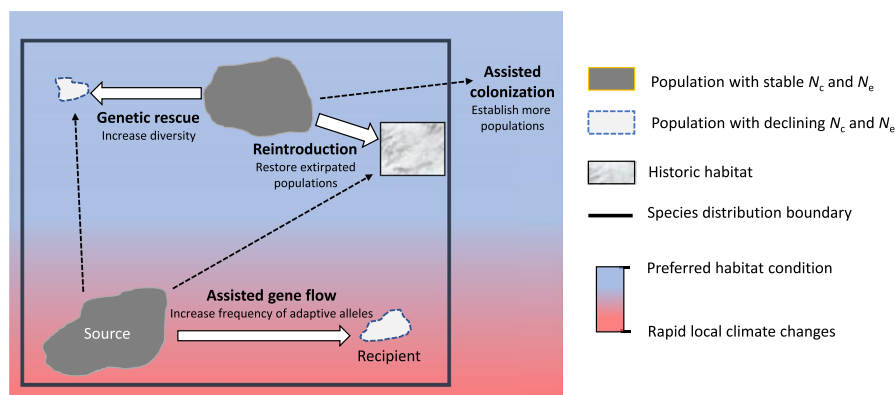 Assisted
colonization
Establish more
populations
Genetic rescue
Increase diversity
Reintroduction
Restore extirpated
populations
Assisted gene flow
Increase frequency of adaptive alleles
Source
Recipient
Population with stable Nc and Ne
Population with declining Nc and Ne
Historic habitat
Species distribution boundary
Preferred habitat condition
Rapid local climate changes